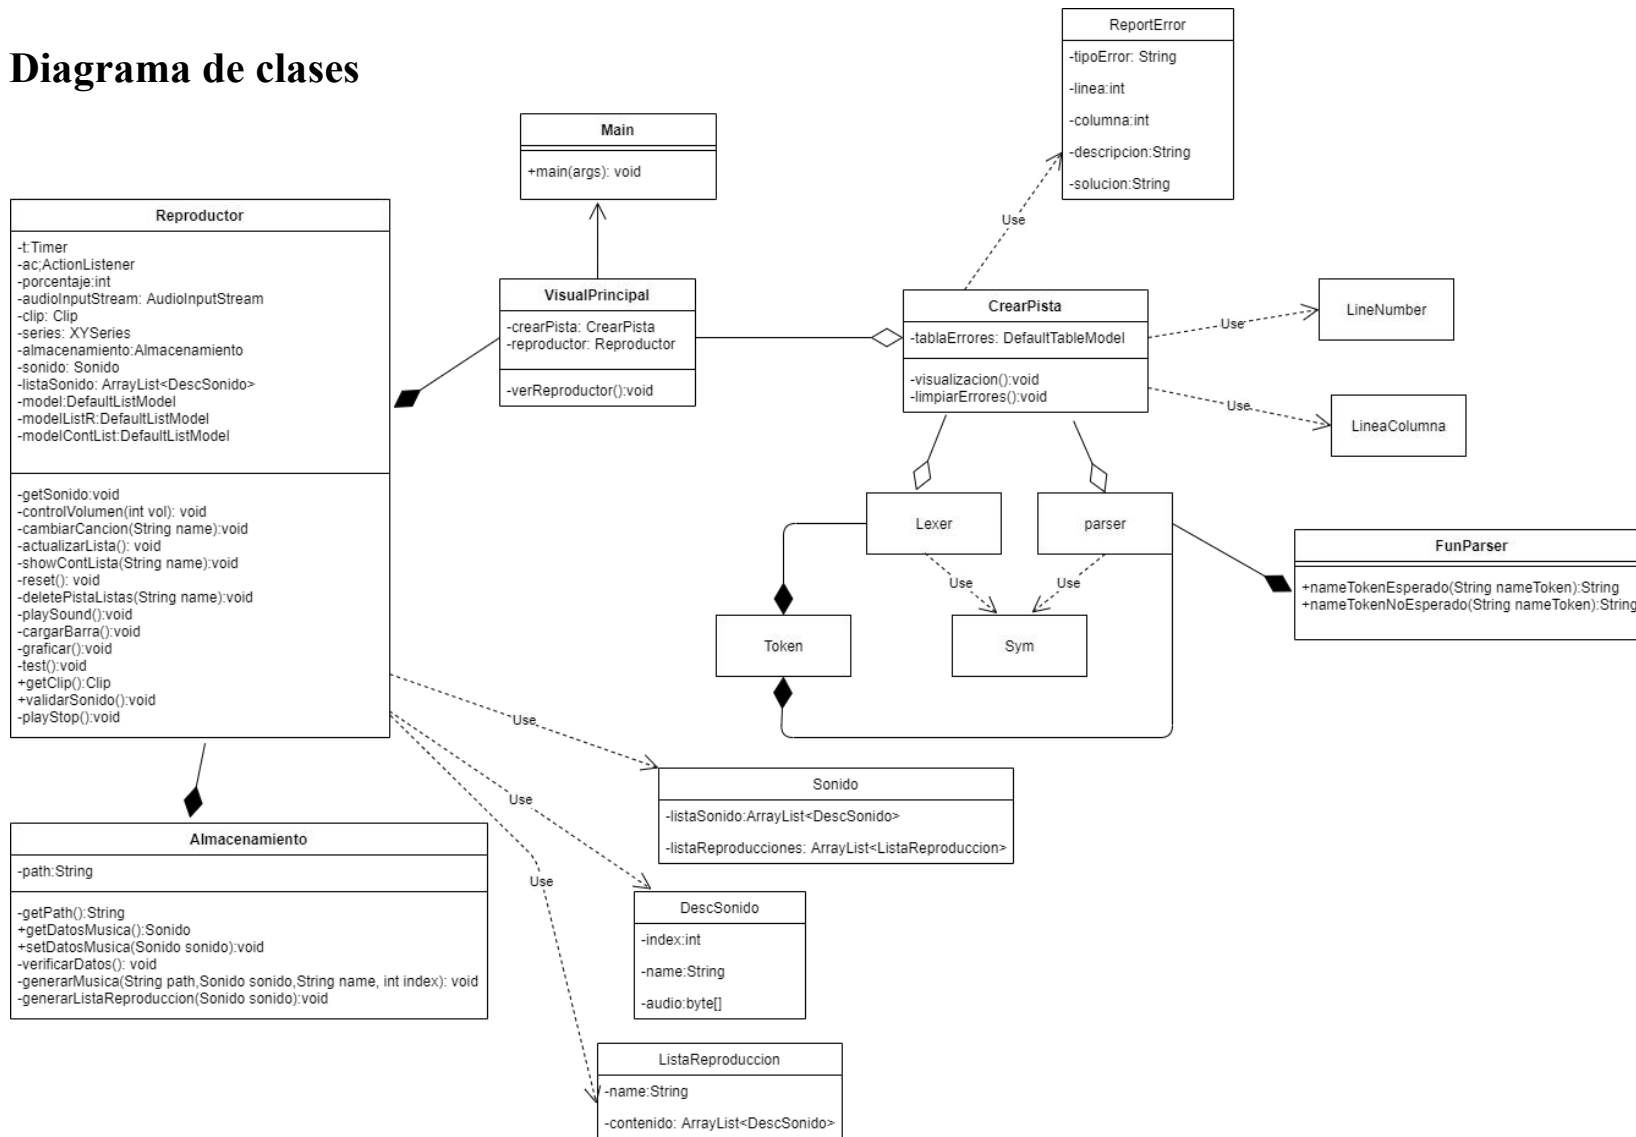 Diagrama de clases
ReportError
-tipoError: String
-linea:int
-columna:int
-descripcion:String
-solucion:String
Main
+main(args): void
Reproductor
-t:Timer
-ac;ActionListener
-porcentaje:int
-audioInputStream: AudioInputStream
-clip: Clip
-series: XYSeries
-almacenamiento:Almacenamiento
-sonido: Sonido
-listaSonido: ArrayList<DescSonido>
-model:DefaultListModel
-modelListR:DefaultListModel
-modelContList:DefaultListModel
-getSonido:void
-controlVolumen(int vol): void
-cambiarCancion(String name):void
-actualizarLista(): void
-showContLista(String name):void
-reset(): void
-deletePistaListas(String name):void
-playSound():void
-cargarBarra():void
-graficar():void
-test():void
+getClip():Clip
+validarSonido():void
-playStop():void
VisualPrincipal
-crearPista: CrearPista
-reproductor: Reproductor
-verReproductor():void
Use
CrearPista
-tablaErrores: DefaultTableModel
-visualizacion():void
-limpiarErrores():void
Use
LineNumber
Use
LineaColumna
Lexer
parser
Use
Use
FunParser
+nameTokenEsperado(String nameToken):String
+nameTokenNoEsperado(String nameToken):String
Token
Sym
Use
Use
Use
Sonido
-listaSonido:ArrayList<DescSonido>
-listaReproducciones: ArrayList<ListaReproduccion>
Almacenamiento
-path:String
-getPath():String
+getDatosMusica():Sonido
+setDatosMusica(Sonido sonido):void
-verificarDatos(): void
-generarMusica(String path,Sonido sonido,String name, int index): void
-generarListaReproduccion(Sonido sonido):void
DescSonido
-index:int
-name:String
-audio:byte[]
ListaReproduccion
-name:String
-contenido: ArrayList<DescSonido>